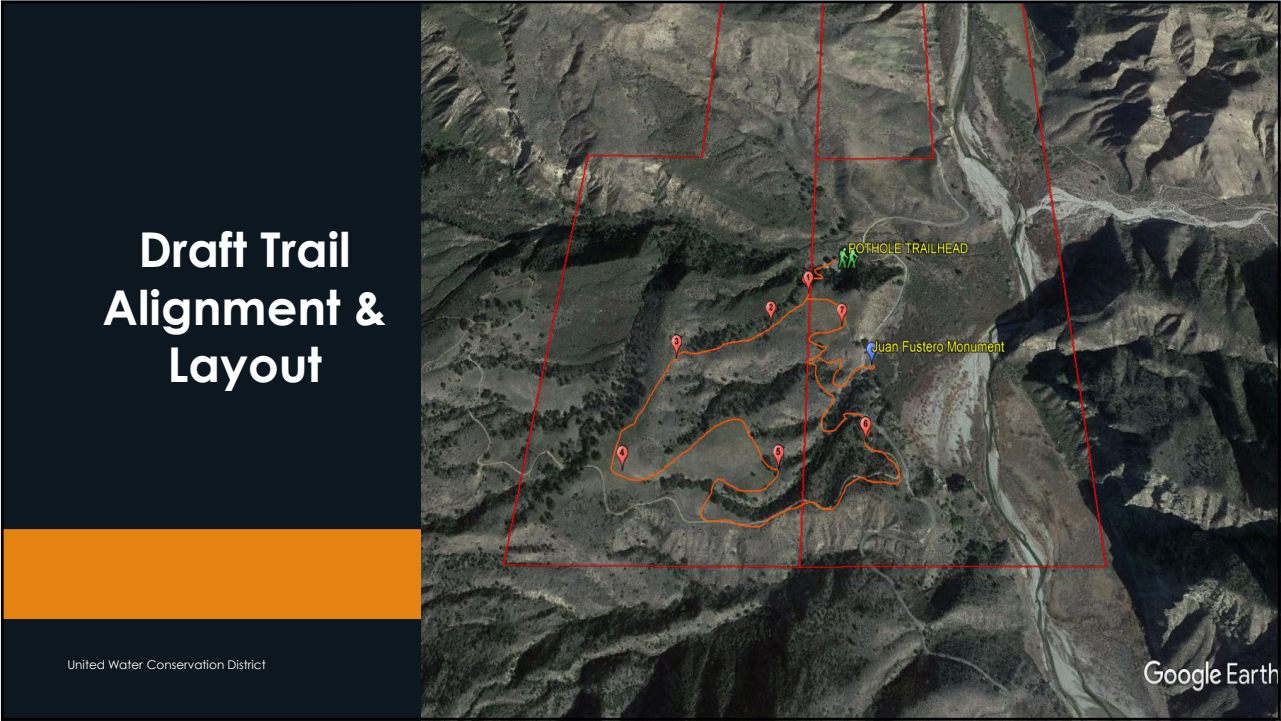 Draft Trail
Alignment &
Layout
United Water Conservation District
POTHOLE TRAILHEAD
1
2
7
3
Juan Fustero Monument
6
4
5
Google Earth